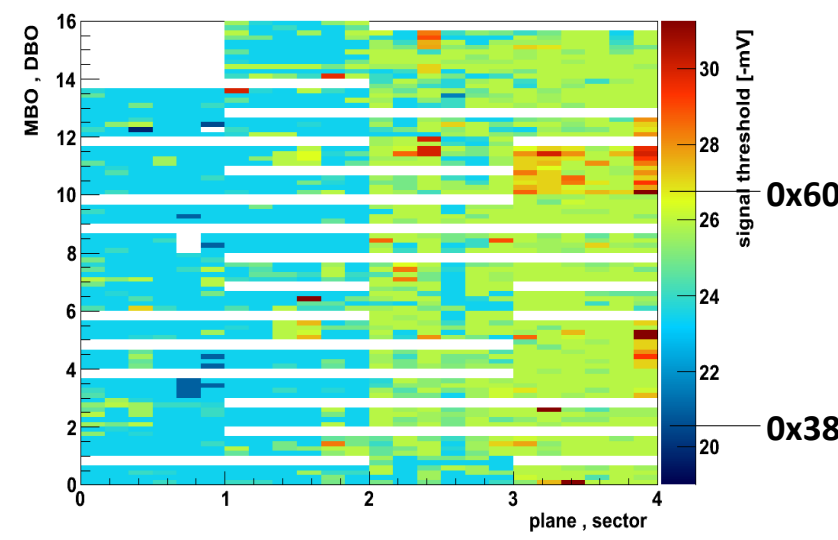 MBO , DBO
16
14
12
10
8
6
4
2
0
0 1 2 3 4
plane , sector
30
28
26
24
22
20
signal threshold [-mV]
0x60
0x38